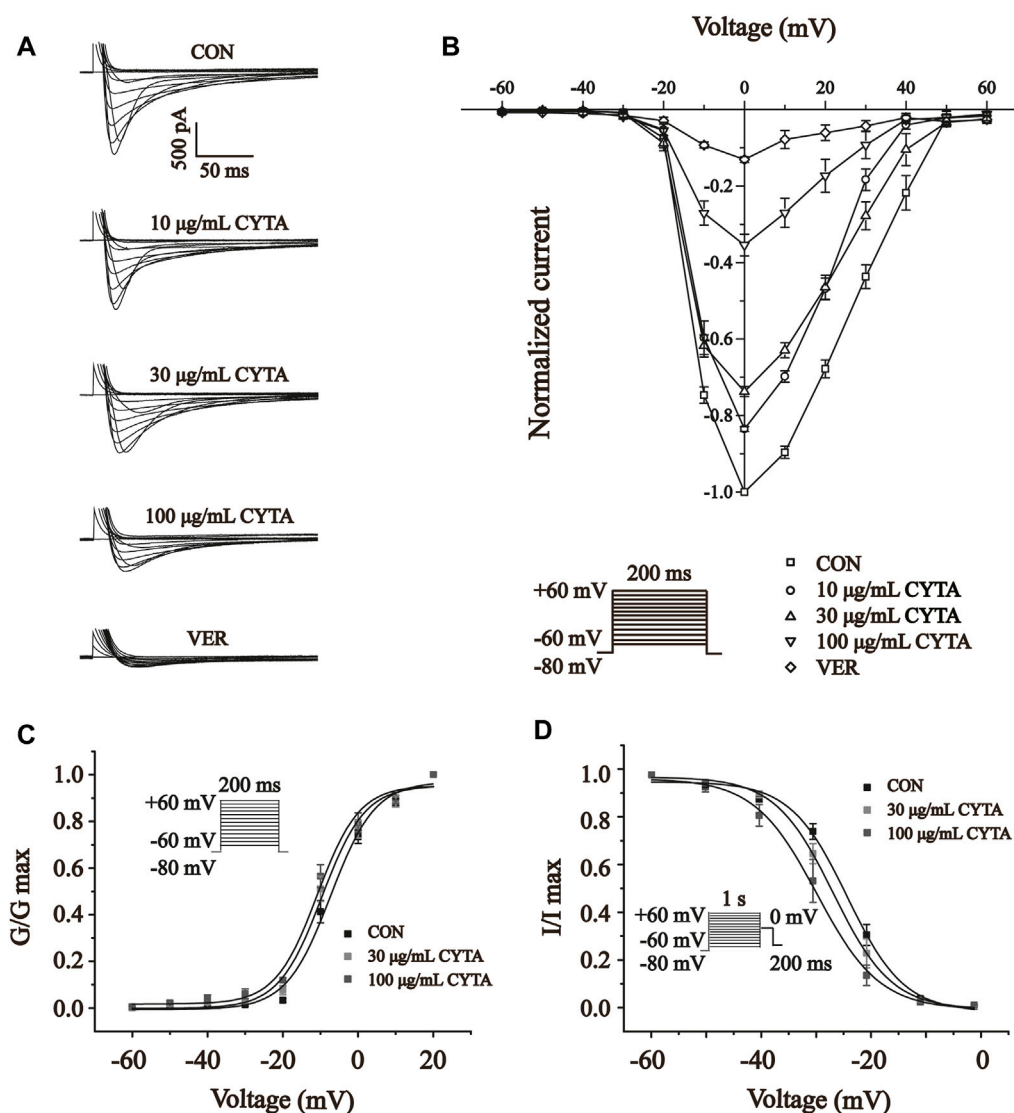 A
CON
500 pA
50 ms
10 µg/mL CYTA
30 µg/mL CYTA
100 µg/mL CYTA
VER
B
Voltage (mV)
-60 -40 -20 0 20 40 60
-0.2
-0.4
-0.6
-0.8
-1.0
Normalized current
200 ms
+60 mV
-60 mV
-80 mV
CON
10 µg/mL CYTA
30 µg/mL CYTA
100 µg/mL CYTA
VER
C
1.0
0.8
0.6
0.4
0.2
0.0
G/G max
200 ms
+60 mV
-60 mV
-80 mV
CON
30 µg/mL CYTA
100 µg/mL CYTA
-60 -40 -20 0 20
Voltage (mV)
D
1.0
0.8
0.6
0.4
0.2
0.0
I/I max
CON
30 µg/mL CYTA
100 µg/mL CYTA
1 s
+60 mV
0 mV
-60 mV
-80 mV
200 ms
-60 -40 -20 0
Voltage (mV)